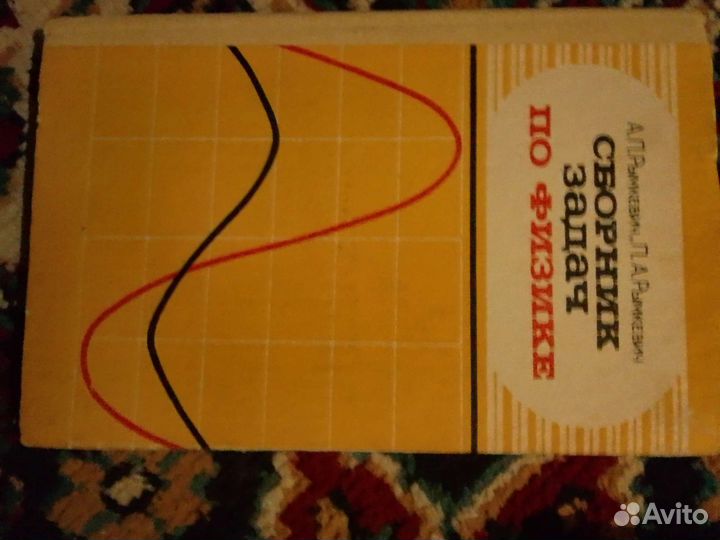 А.П.Рымкевич, П.А.Рымкевич
СБОРНИК
ЗАДАЧ
ПО ФИЗИКЕ
Avito